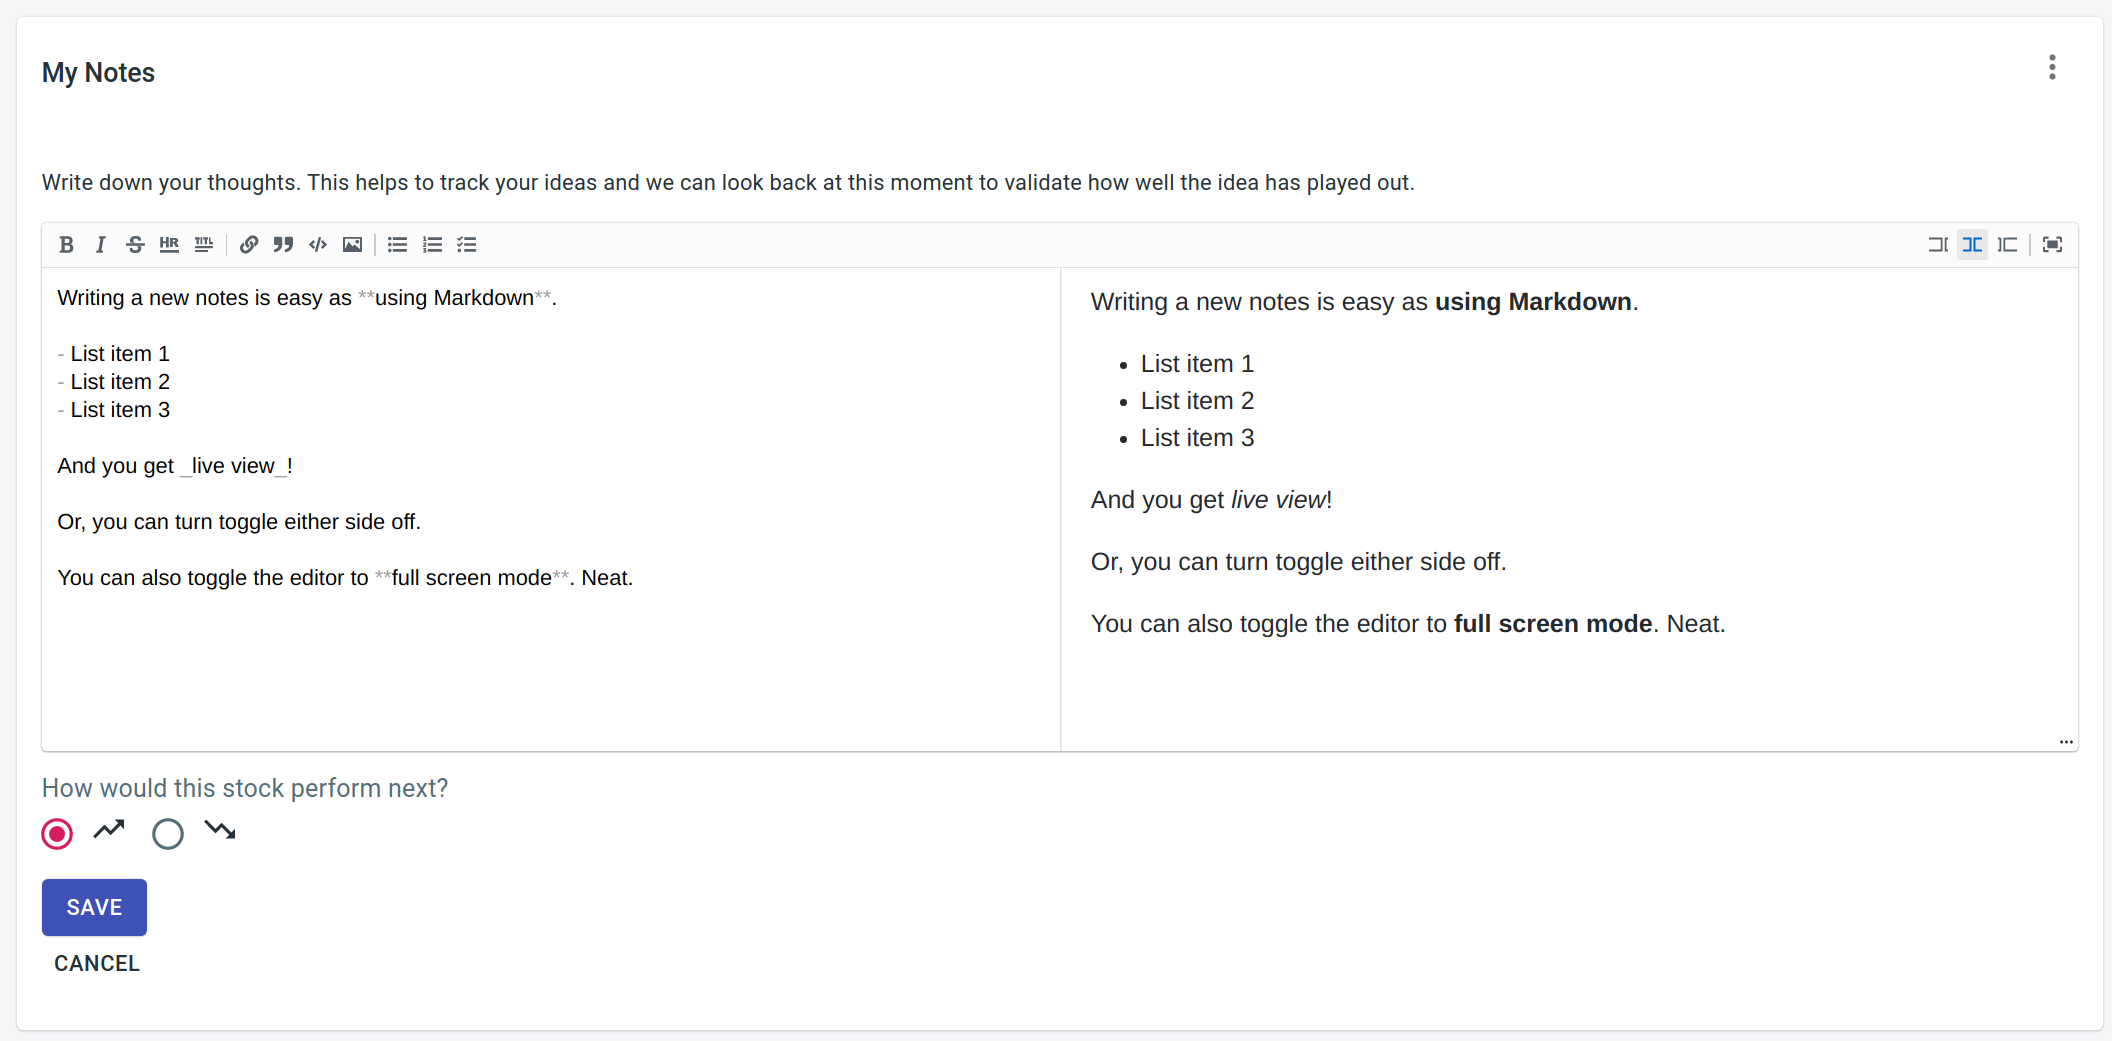 My Notes
Write down your thoughts. This helps to track your ideas and we can look back at this moment to validate how well the idea has played out.
B I S HR TITL
Writing a new notes is easy as **using Markdown**.
- List item 1
- List item 2
- List item 3
And you get _live view_!
Or, you can turn toggle either side off.
You can also toggle the editor to **full screen mode**. Neat.
Writing a new notes is easy as using Markdown.
• List item 1
• List item 2
• List item 3
And you get live view!
Or, you can turn toggle either side off.
You can also toggle the editor to full screen mode. Neat.
How would this stock perform next?
SAVE
CANCEL